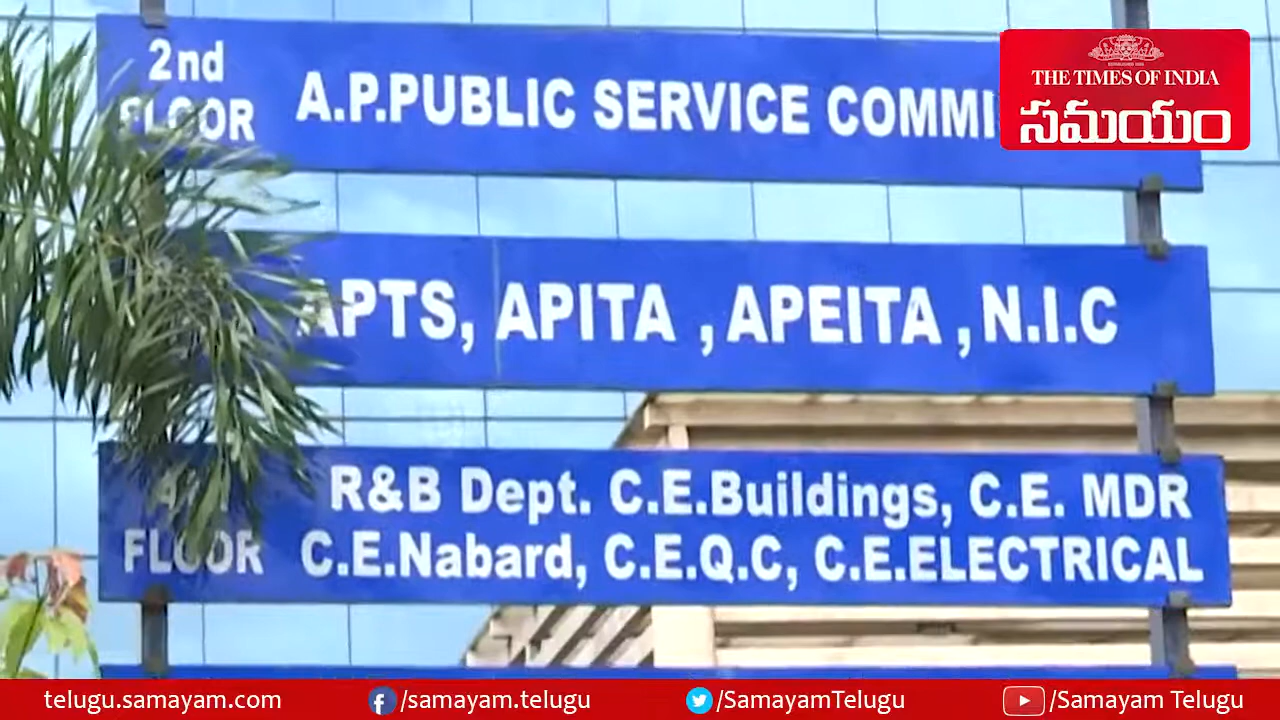 2nd
FLOOR
A.P.PUBLIC SERVICE
THE TIMES OF INDIA
సమయం
APTS, APITA , APEITA , N.I.C
R&B Dept. C.E.Buildings, C.E. MDR
FLOOR C.E.Nabard, C.E.Q.C, C.E.ELECTRICAL
telugu.samayam.com /samayam.telugu /SamayamTelugu /Samayam Telugu